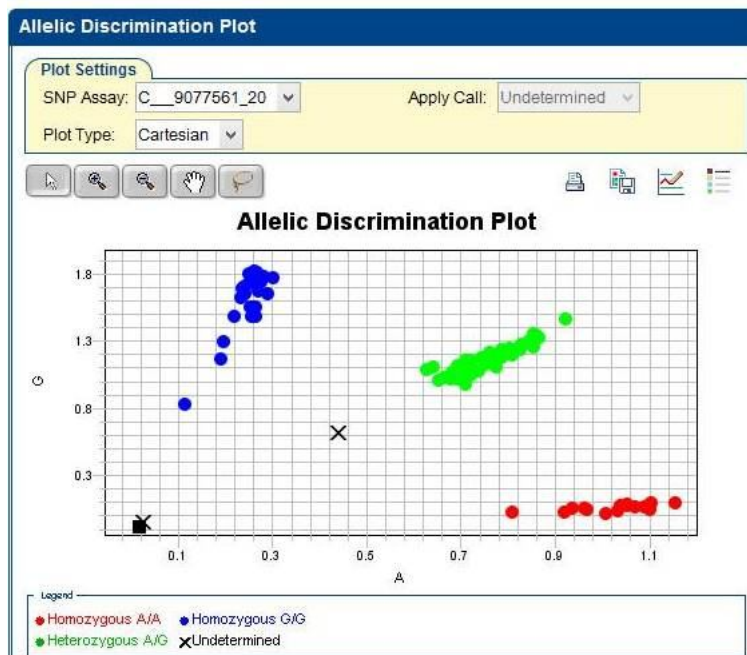 Allelic Discrimination Plot
Plot Settings
SNP Assay: C___9077561_20 Apply Call: Undetermined
Plot Type: Cartesian
Allelic Discrimination Plot
1.8
1.3
G
0.8
0.3
0.1 0.3 0.5 0.7 0.9 1.1
A
Legend
Homozygous A/A Homozygous G/G
Heterozygous A/G Undetermined